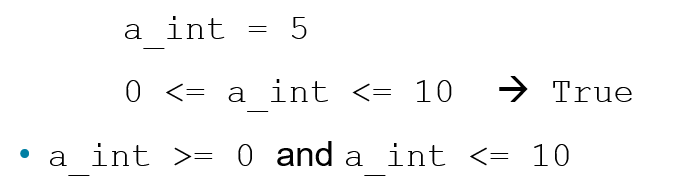 a_int = 5
0 <= a_int <= 10 → True
• a_int >= 0 and a_int <= 10